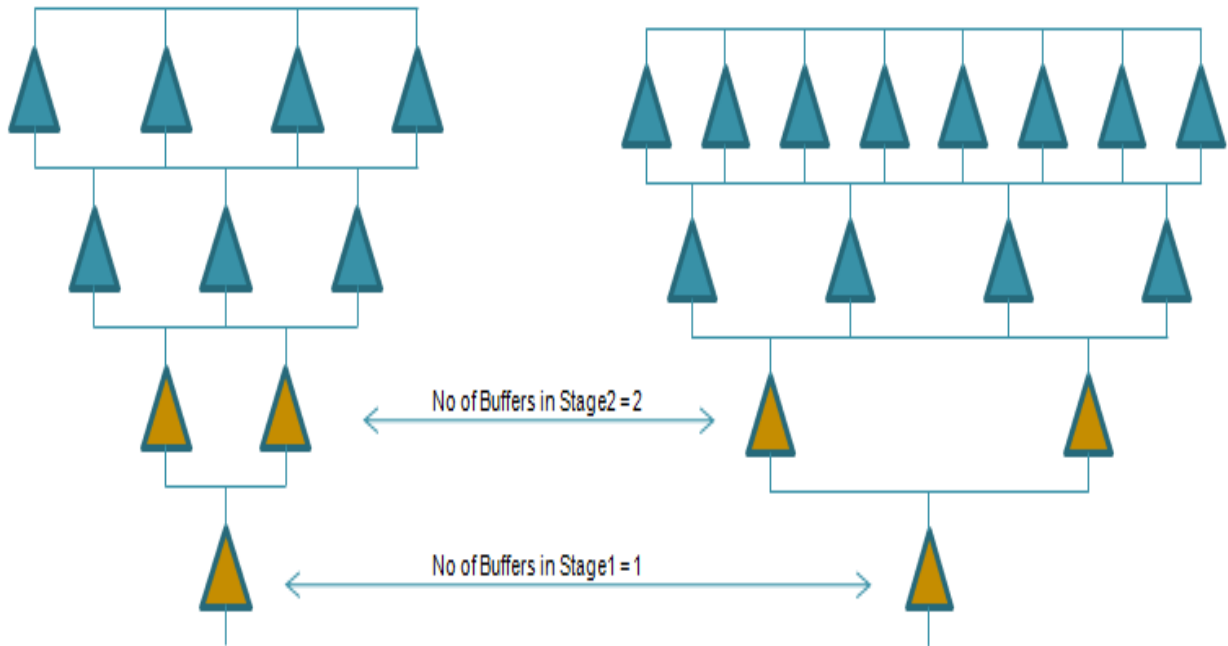 No of Buffers in Stage2 = 2
No of Buffers in Stage1 = 1